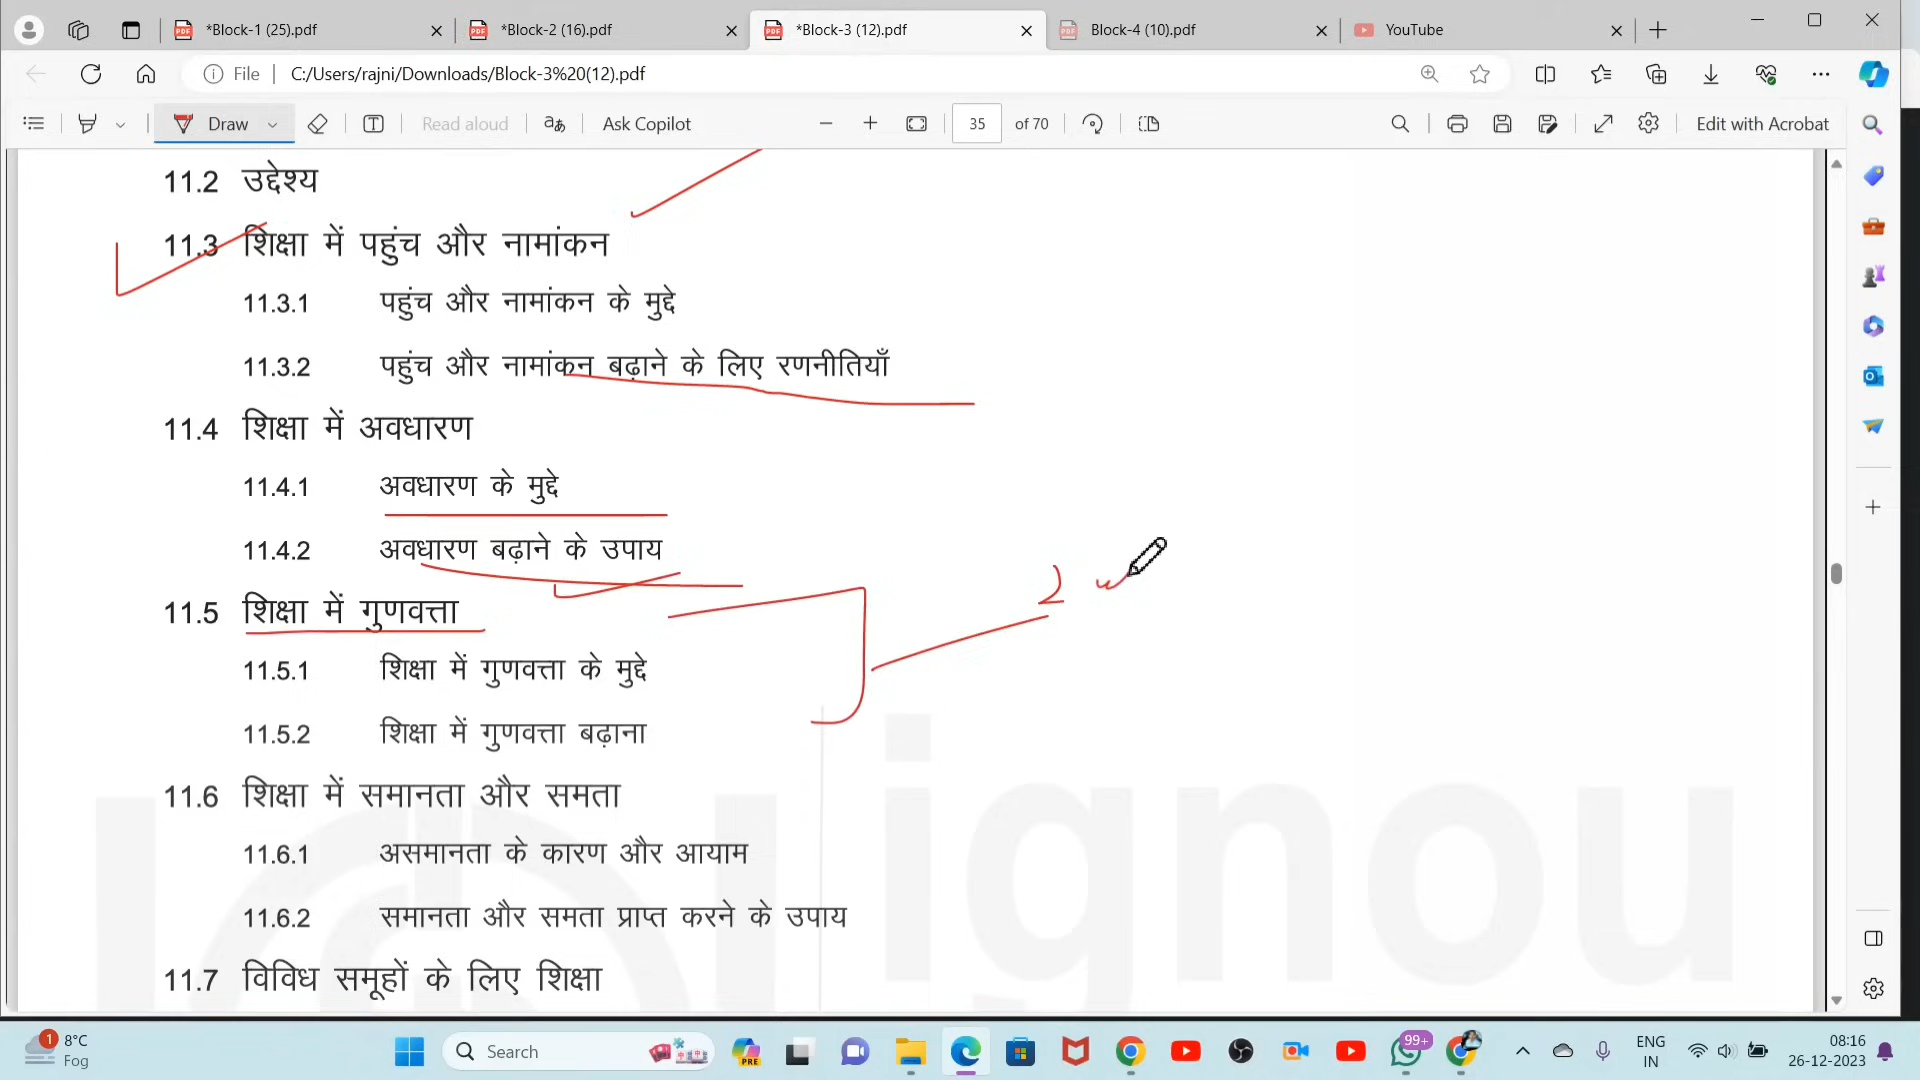 *Block-1 (25).pdf
*Block-2 (16).pdf
*Block-3 (12).pdf
Block-4 (10).pdf
YouTube
File
C:/Users/rajni/Downloads/Block-3%20(12).pdf
Draw
Read aloud
Ask Copilot
35
of 70
Edit with Acrobat
11.2 उद्देश्य
11.3 शिक्षा में पहुंच और नामांकन
11.3.1 पहुंच और नामांकन के मुद्दे
11.3.2 पहुंच और नामांकन बढ़ाने के लिए रणनीतियाँ
11.4 शिक्षा में अवधारण
11.4.1 अवधारण के मुद्दे
11.4.2 अवधारण बढ़ाने के उपाय
2
11.5 शिक्षा में गुणवत्ता
11.5.1 शिक्षा में गुणवत्ता के मुद्दे
11.5.2 शिक्षा में गुणवत्ता बढ़ाना
11.6 शिक्षा में समानता और समता
11.6.1 असमानता के कारण और आयाम
11.6.2 समानता और समता प्राप्त करने के उपाय
11.7 विविध समूहों के लिए शिक्षा
ignou
1
8°C
Fog
Search
PRE
99+
ENG
IN
08:16
26-12-2023